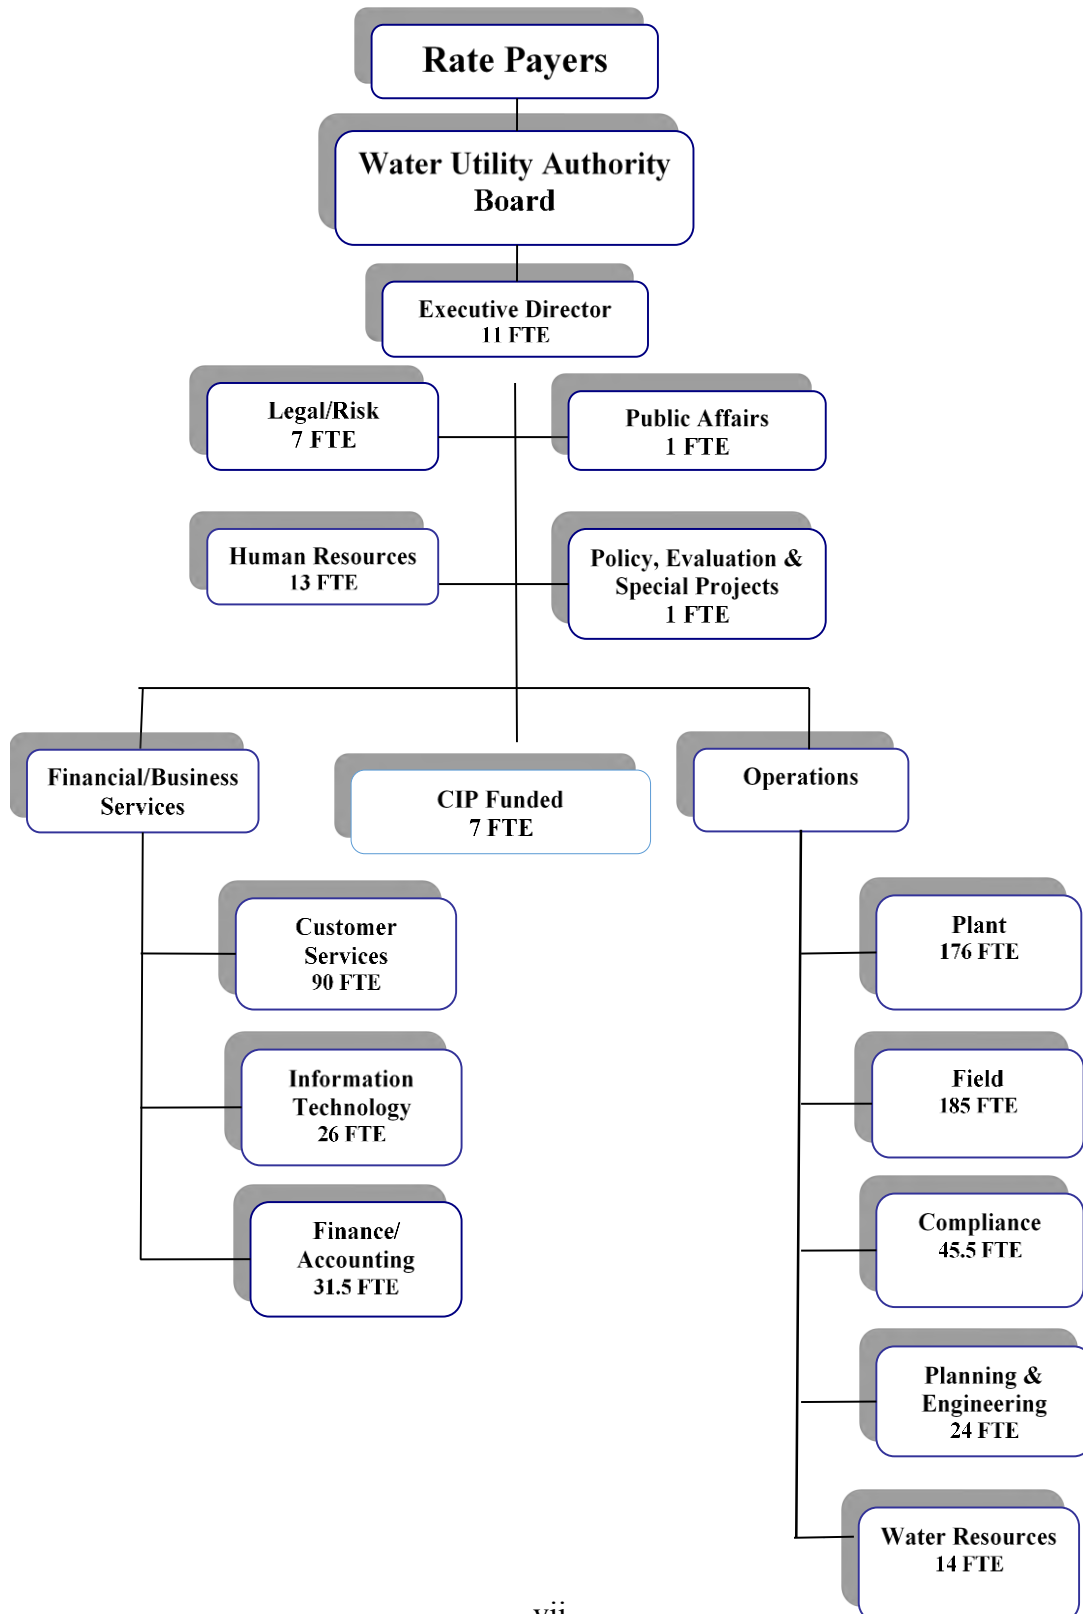 Rate Payers
Water Utility Authority
Board
Executive Director
11 FTE
Legal/Risk
7 FTE
Public Affairs
1 FTE
Human Resources
13 FTE
Policy, Evaluation &
Special Projects
1 FTE
Financial/Business
Services
CIP Funded
7 FTE
Operations
Customer
Services
90 FTE
Information
Technology
26 FTE
Finance/
Accounting
31.5 FTE
Plant
176 FTE
Field
185 FTE
Compliance
45.5 FTE
Planning &
Engineering
24 FTE
Water Resources
14 FTE
vii